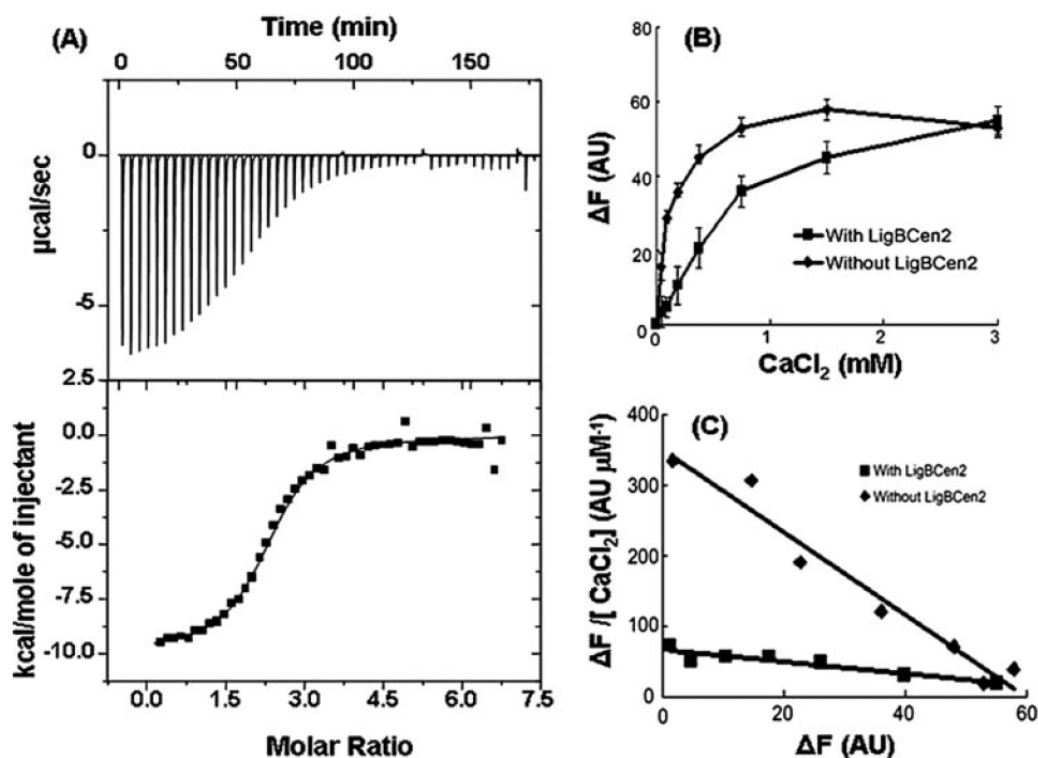 (A)
Time (min)
0 50 100 150
0
-5
µcal/sec
2.5
0.0
-2.5
-5.0
-7.5
-10.0
kcal/mole of injectant
0.0 1.5 3.0 4.5 6.0 7.5
Molar Ratio
(B)
80
60
40
20
0
ΔF (AU)
With LigBCen2
Without LigBCen2
0 1 2 3
CaCl₂ (mM)
(C)
400
300
200
100
0
ΔF /[ CaCl₂] (AU µM⁻¹)
With LigBCen2
Without LigBCen2
0 20 40 60
ΔF (AU)